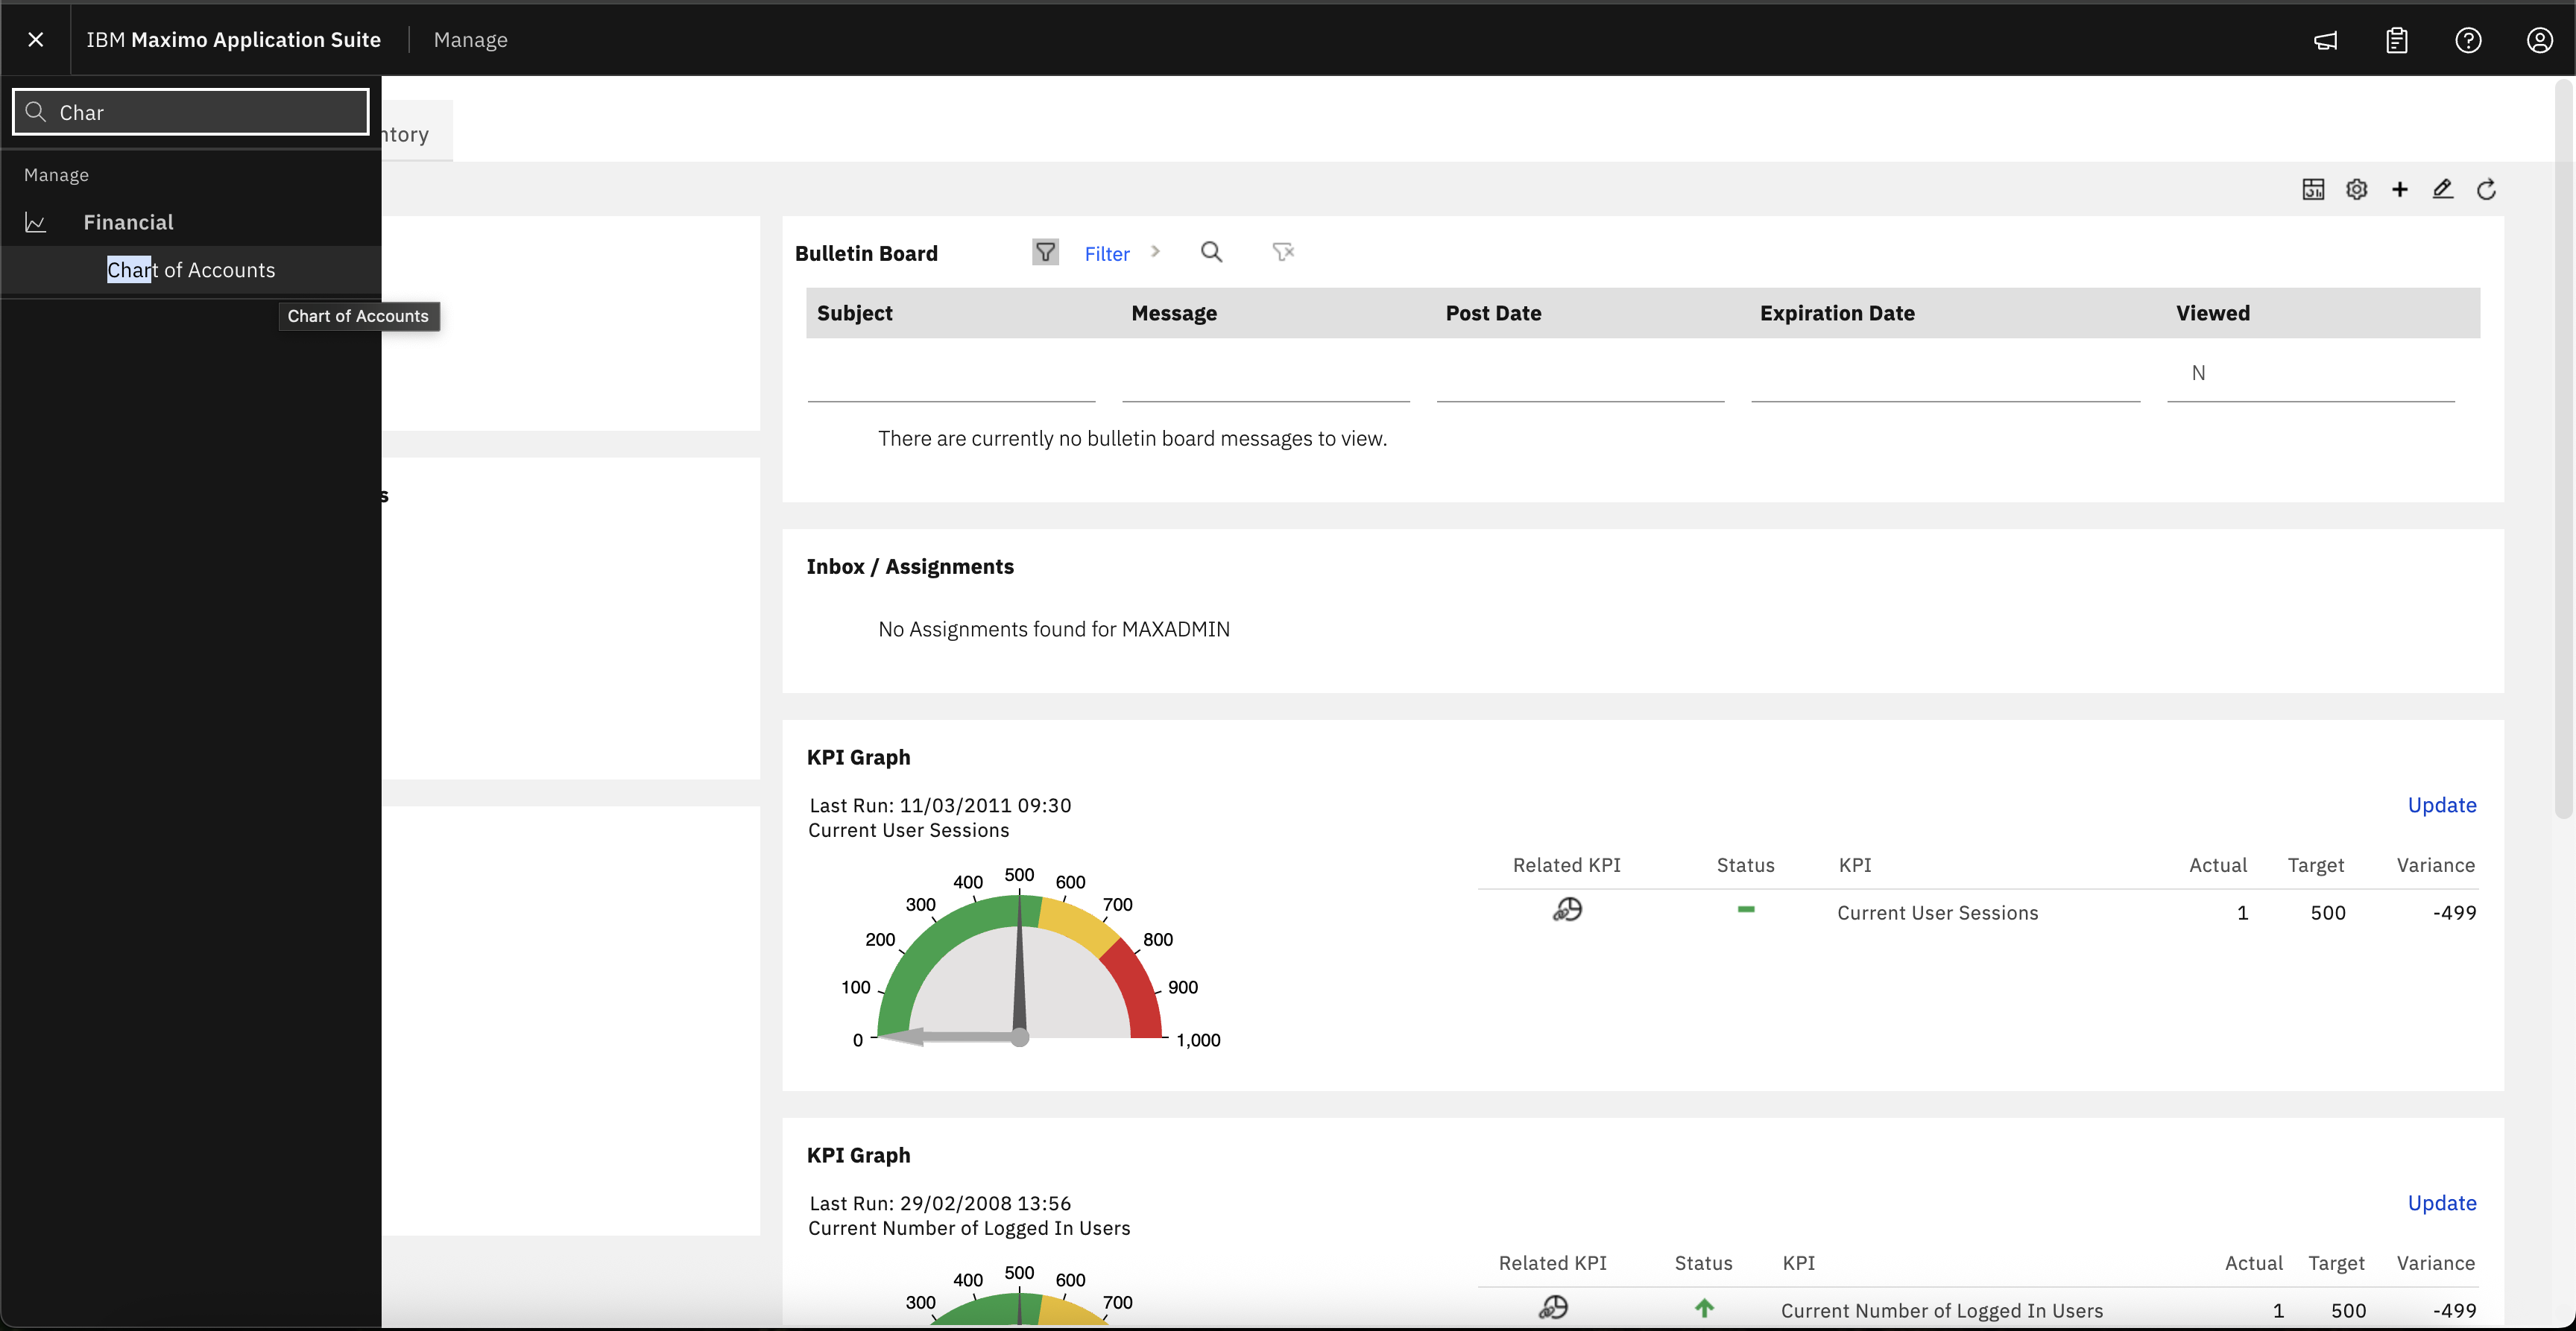 IBM Maximo Application Suite
Manage
Char
Manage
Financial
Chart of Accounts
Chart of Accounts
ntory
s
Bulletin Board
Filter
Subject Message Post Date Expiration Date Viewed
N
There are currently no bulletin board messages to view.
Inbox / Assignments
No Assignments found for MAXADMIN
KPI Graph
Last Run: 11/03/2011 09:30
Current User Sessions
Update
0
100
200
300
400
500
600
700
800
900
1,000
Related KPI Status KPI Actual Target Variance
Current User Sessions 1 500 -499
KPI Graph
Last Run: 29/02/2008 13:56
Current Number of Logged In Users
Update
300
400
500
600
700
Related KPI Status KPI Actual Target Variance
Current Number of Logged In Users 1 500 -499